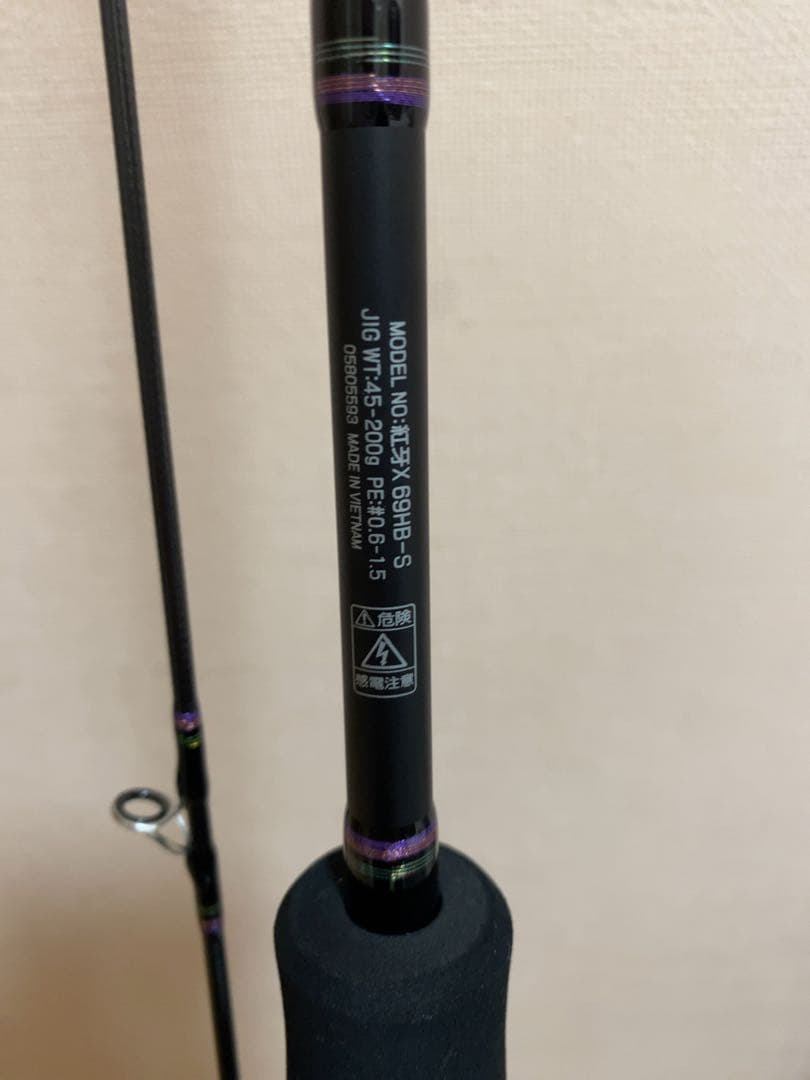 MODEL NO:紅牙X 69HB-S
JIG WT:45-200g PE:#0.6-1.5
05805593 MADE IN VIETNAM
危険
感電注意